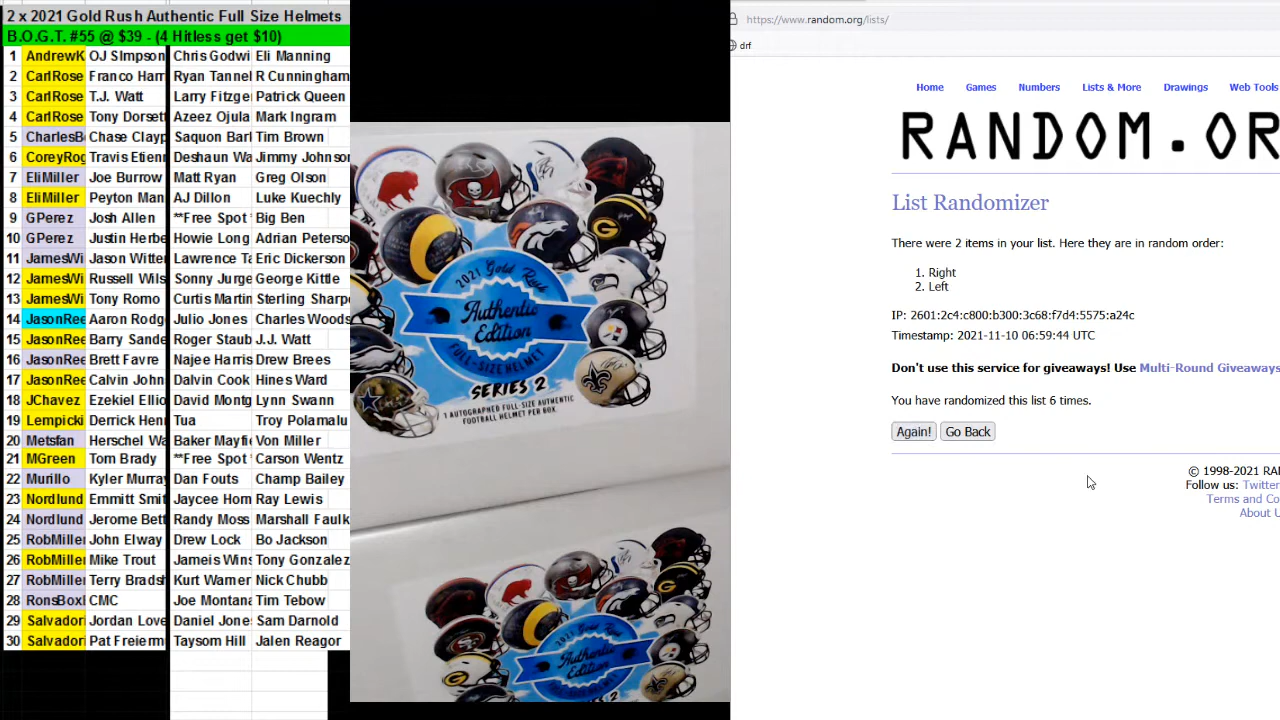 2 x 2021 Gold Rush Authentic Full Size Helmets
B.O.G.T. #55 @ $39 - (4 Hitless get $10)
1 AndrewK OJ SImpson Chris Godwi Eli Manning
2 CarlRose Franco Harr Ryan Tannel R Cunningham
3 CarlRose T.J. Watt Larry Fitzge Patrick Queen
4 CarlRose Tony Dorsett Azeez Ojula Mark Ingram
5 CharlesB Chase Clayp Saquon Barl Tim Brown
6 CoreyRog Travis Etienn Deshaun Wa Jimmy Johnson
7 EliMiller Joe Burrow Matt Ryan Greg Olson
8 EliMiller Peyton Man AJ Dillon Luke Kuechly
9 GPerez Josh Allen **Free Spot * Big Ben
10 GPerez Justin Herbe Howie Long Adrian Peterso
11 JamesWi Jason Witten Lawrence Ta Eric Dickerson
12 JamesWi Russell Wils Sonny Jurge George Kittle
13 JamesWi Tony Romo Curtis Martin Sterling Sharpe
14 JasonRee Aaron Rodg Julio Jones Charles Woods
15 JasonRee Barry Sande Roger Staub J.J. Watt
16 JasonRee Brett Favre Najee Harris Drew Brees
17 JasonRee Calvin John Dalvin Cook Hines Ward
18 JChavez Ezekiel Ellio David Montg Lynn Swann
19 Lempicki Derrick Henr Tua Troy Polamalu
20 Metsfan Herschel Wa Baker Mayfi Von Miller
21 MGreen Tom Brady **Free Spot * Carson Wentz
22 Murillo Kyler Murray Dan Fouts Champ Bailey
23 Nordlund Emmitt Smit Jaycee Horn Ray Lewis
24 Nordlund Jerome Bett Randy Moss Marshall Faulk
25 RobMiller John Elway Drew Lock Bo Jackson
26 RobMiller Mike Trout Jameis Wins Tony Gonzalez
27 RobMiller Terry Bradsh Kurt Warner Nick Chubb
28 RonsBoxl CMC Joe Montana Tim Tebow
29 Salvador Jordan Love Daniel Jone Sam Darnold
30 Salvador Pat Freierm Taysom Hill Jalen Reagor
2021 Gold Rush
Authentic
Edition
FULL-SIZE HELMET
SERIES 2
1 AUTOGRAPHED FULL-SIZE AUTHENTIC
FOOTBALL HELMET PER BOX.
2021 Gold Rush
Authentic
Edition
FULL-SIZE HELMET
SERIES 2
https://www.random.org/lists/
drf
Home Games Numbers Lists & More Drawings Web Tools
RANDOM.OR
List Randomizer
There were 2 items in your list. Here they are in random order:
1. Right
2. Left
IP: 2601:2c4:c800:b300:3c68:f7d4:5575:a24c
Timestamp: 2021-11-10 06:59:44 UTC
Don't use this service for giveaways! Use Multi-Round Giveaways
You have randomized this list 6 times.
Again! Go Back
© 1998-2021 RA
Follow us: Twitter
Terms and Co
About U